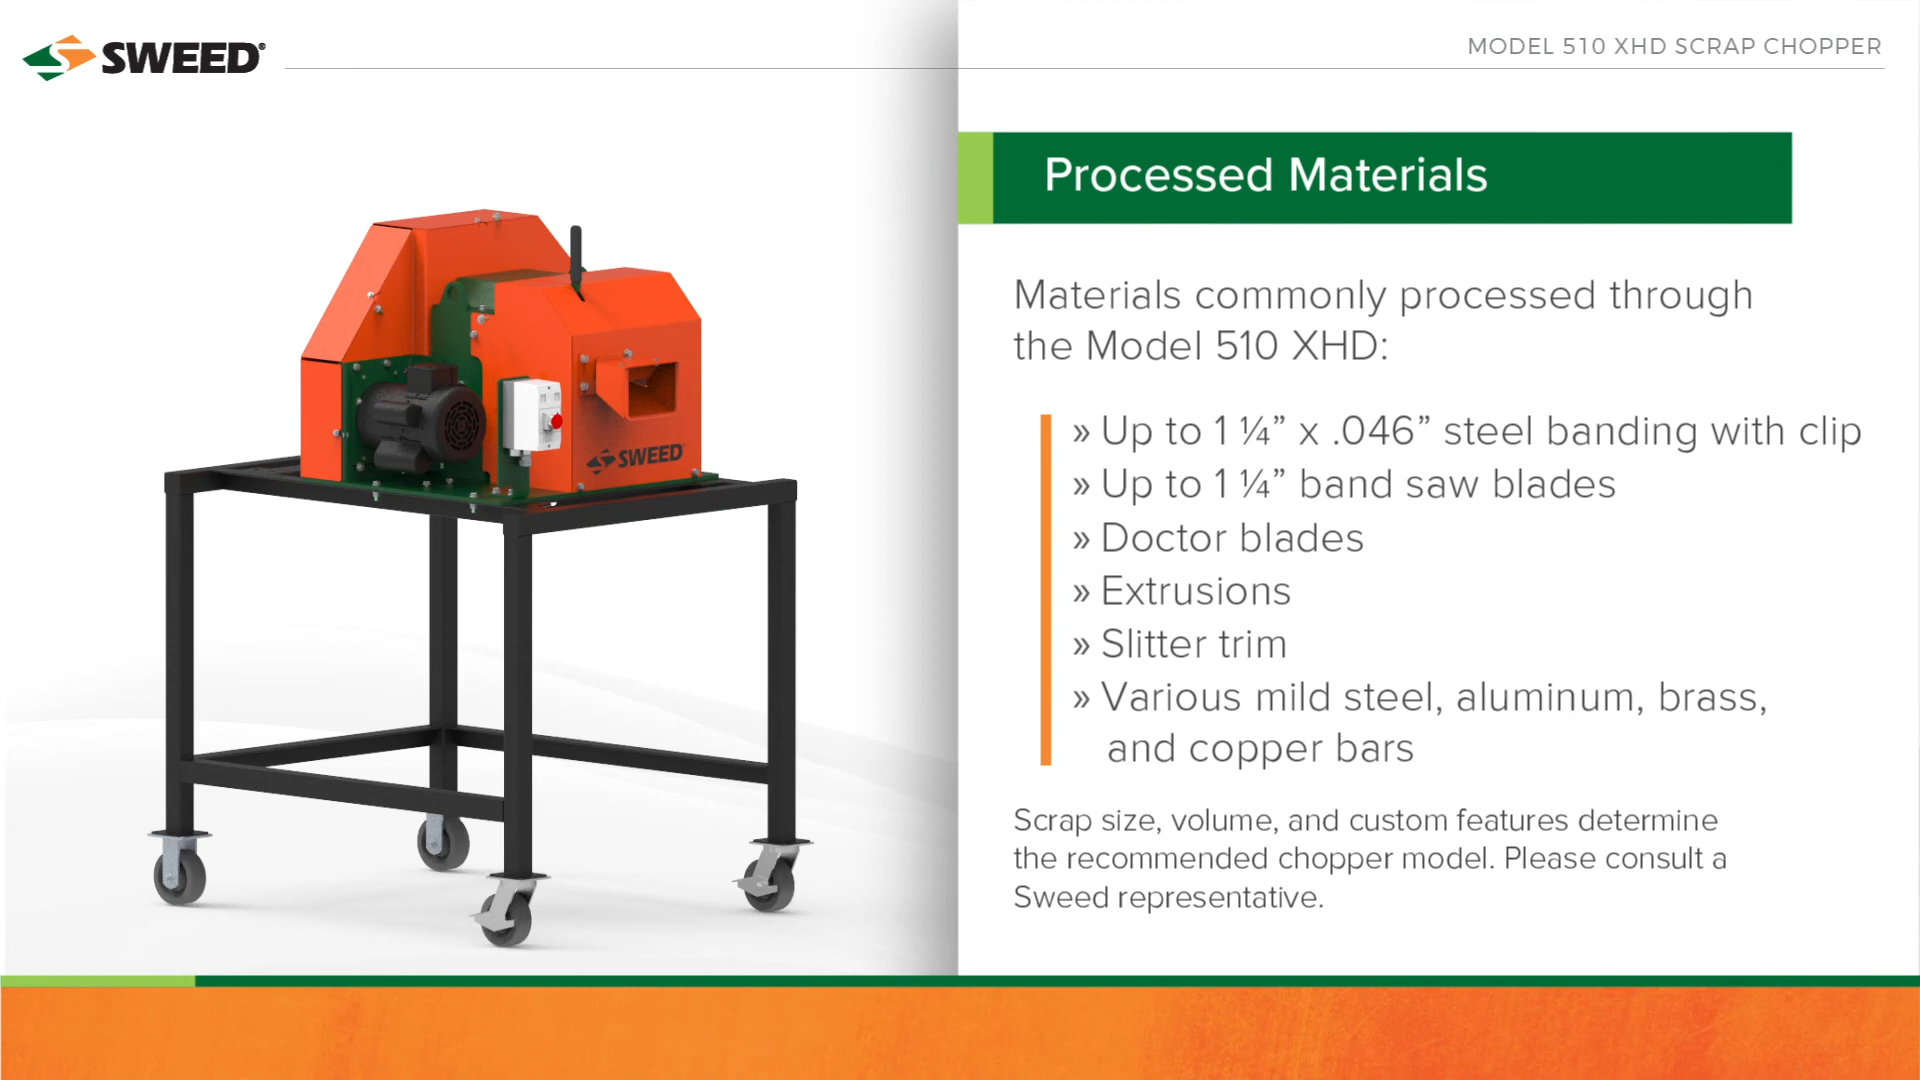 SWEED®
MODEL 510 XHD SCRAP CHOPPER
Processed Materials
Materials commonly processed through
the Model 510 XHD:
» Up to 1 ¼” x .046” steel banding with clip
» Up to 1 ¼” band saw blades
» Doctor blades
» Extrusions
» Slitter trim
» Various mild steel, aluminum, brass,
and copper bars
Scrap size, volume, and custom features determine
the recommended chopper model. Please consult a
Sweed representative.
SWEED